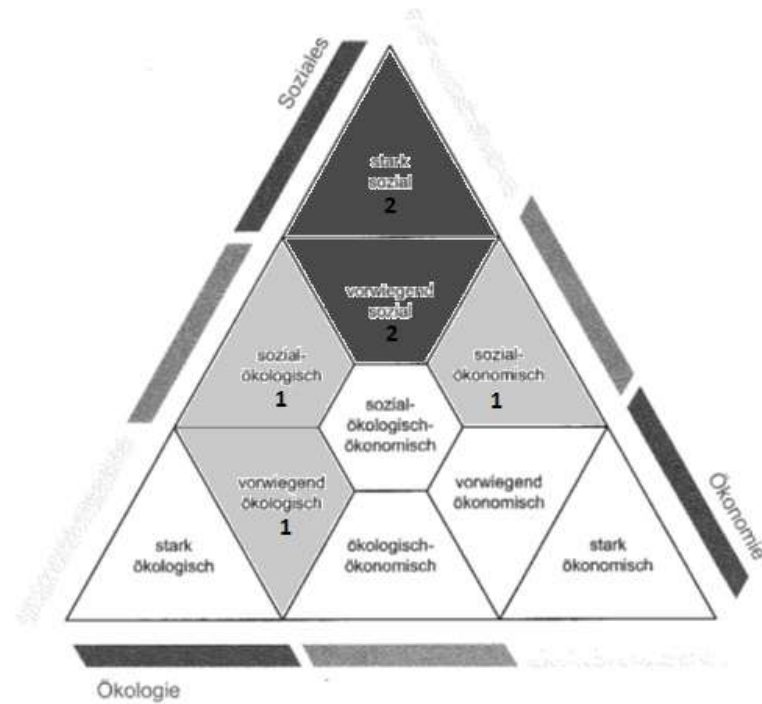 Soziales
stark
sozial
2
vorwiegend
sozial
2
sozial-
ökologisch
1
sozial-
ökonomisch
1
sozial-
ökologisch-
ökonomisch
vorwiegend
ökologisch
1
vorwiegend
ökonomisch
stark
ökologisch
ökologisch-
ökonomisch
stark
ökonomisch
Ökonomie
Ökologie